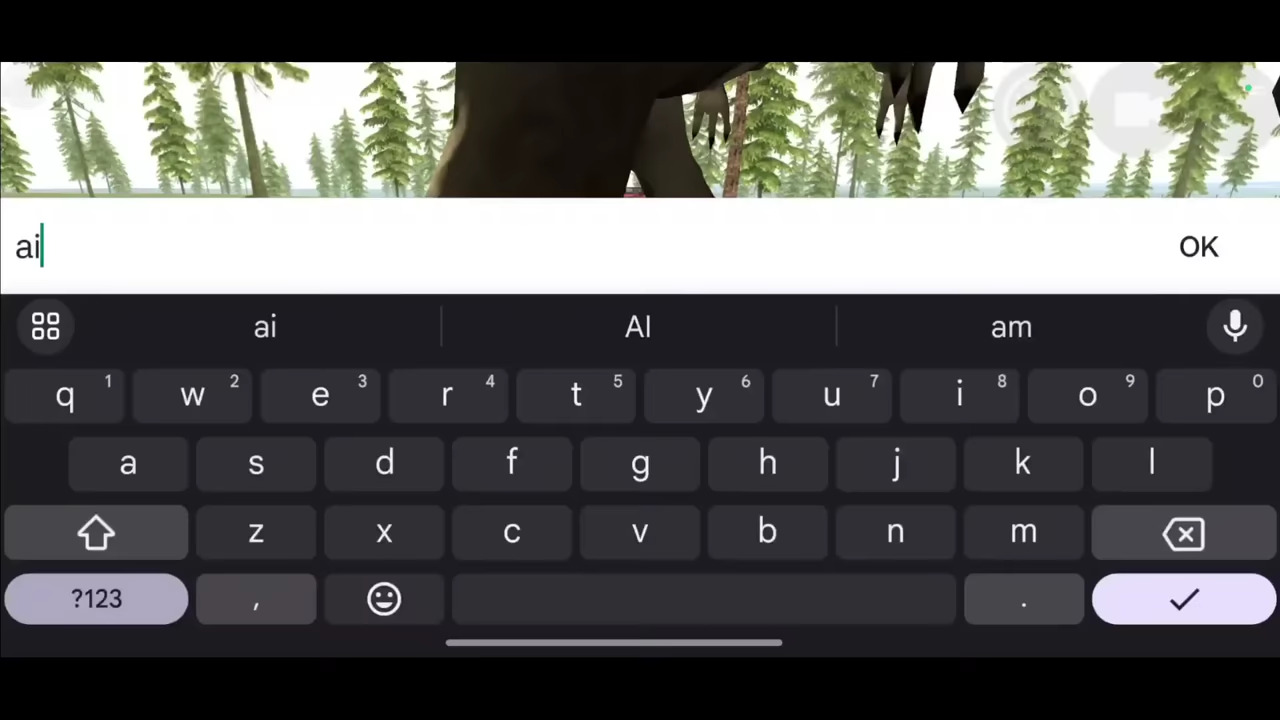 ai
OK
ai AI am
q 1 w 2 e 3 r 4 t 5 y 6 u 7 i 8 o 9 p 0
a s d f g h j k l
z x c v b n m
?123 , .